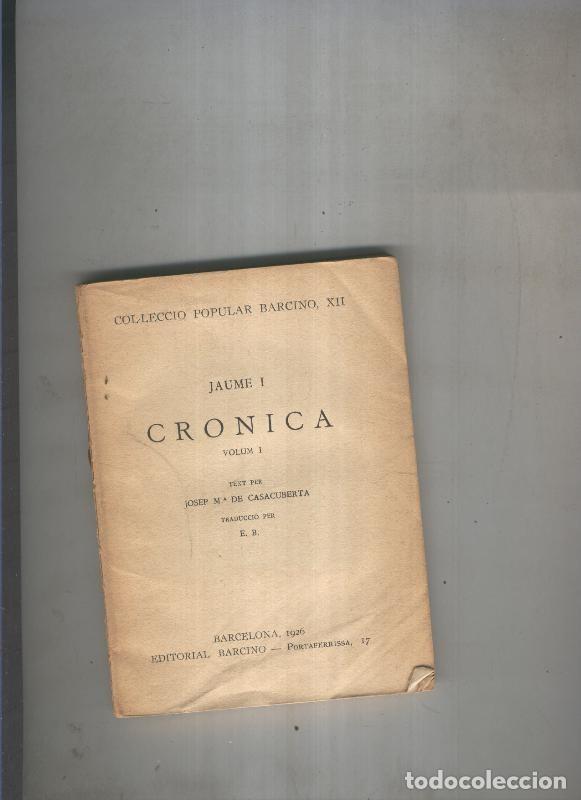 COL·LECCIO POPULAR BARCINO, XII
JAUME I
CRONICA
VOLUM I
TEXT PER
JOSEP M.ª DE CASACUBERTA
TRADUCCIÓ PER
E. B.
BARCELONA, 1926
EDITORIAL BARCINO — PORTAFERRISSA, 17
todocoleccion